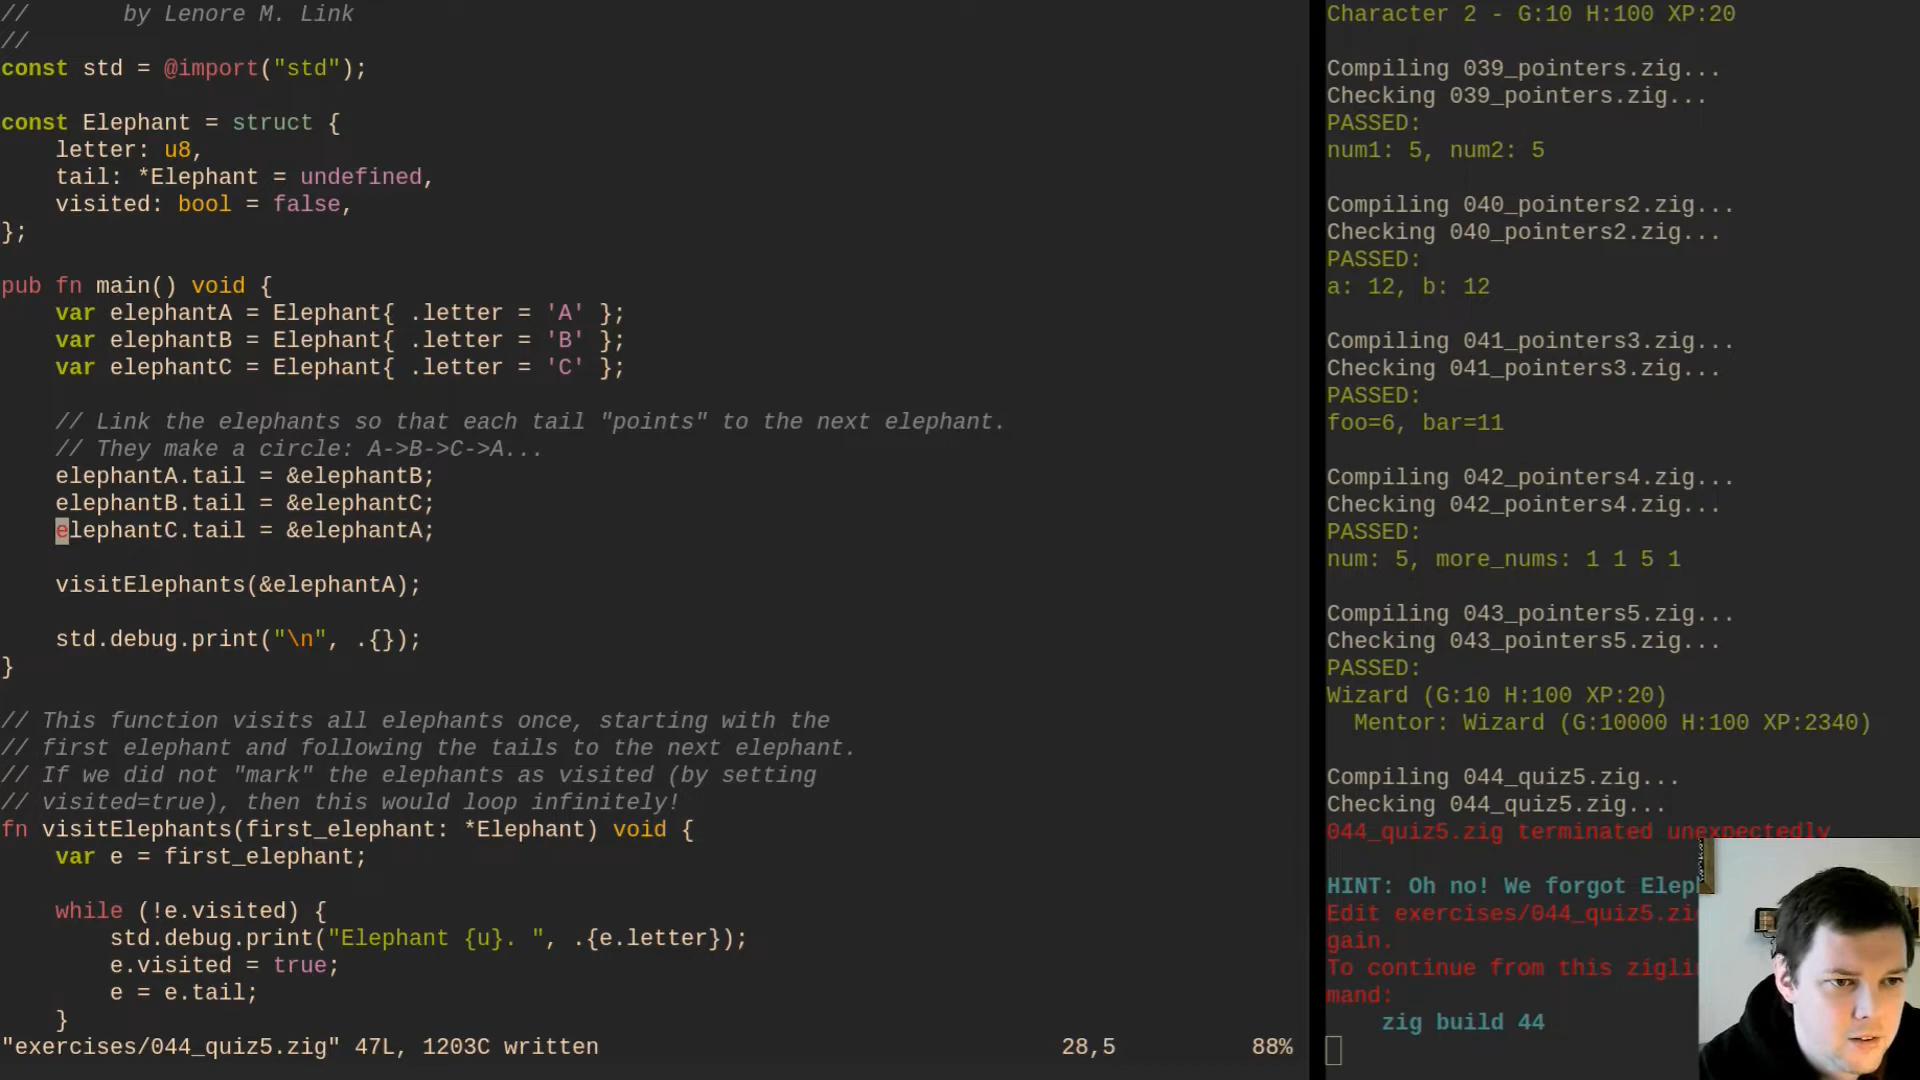 //       by Lenore M. Link
//
const std = @import("std");
const Elephant = struct {
    letter: u8,
    tail: *Elephant = undefined,
    visited: bool = false,
};
pub fn main() void {
    var elephantA = Elephant{ .letter = 'A' };
    var elephantB = Elephant{ .letter = 'B' };
    var elephantC = Elephant{ .letter = 'C' };
    // Link the elephants so that each tail "points" to the next elephant.
    // They make a circle: A->B->C->A...
    elephantA.tail = &elephantB;
    elephantB.tail = &elephantC;
    elephantC.tail = &elephantA;
    visitElephants(&elephantA);
    std.debug.print("\n", .{});
}
// This function visits all elephants once, starting with the
// first elephant and following the tails to the next elephant.
// If we did not "mark" the elephants as visited (by setting
// visited=true), then this would loop infinitely!
fn visitElephants(first_elephant: *Elephant) void {
    var e = first_elephant;
    while (!e.visited) {
        std.debug.print("Elephant {u}. ", .{e.letter});
        e.visited = true;
        e = e.tail;
    }
"exercises/044_quiz5.zig" 47L, 1203C written 28,5 88%
Character 2 - G:10 H:100 XP:20
Compiling 039_pointers.zig...
Checking 039_pointers.zig...
PASSED:
num1: 5, num2: 5
Compiling 040_pointers2.zig...
Checking 040_pointers2.zig...
PASSED:
a: 12, b: 12
Compiling 041_pointers3.zig...
Checking 041_pointers3.zig...
PASSED:
foo=6, bar=11
Compiling 042_pointers4.zig...
Checking 042_pointers4.zig...
PASSED:
num: 5, more_nums: 1 1 5 1
Compiling 043_pointers5.zig...
Checking 043_pointers5.zig...
PASSED:
Wizard (G:10 H:100 XP:20)
  Mentor: Wizard (G:10000 H:100 XP:2340)
Compiling 044_quiz5.zig...
Checking 044_quiz5.zig...
044_quiz5.zig terminated unexpectedly
HINT: Oh no! We forgot Elep
Edit exercises/044_quiz5.zi
gain.
To continue from this zigli
mand:
    zig build 44